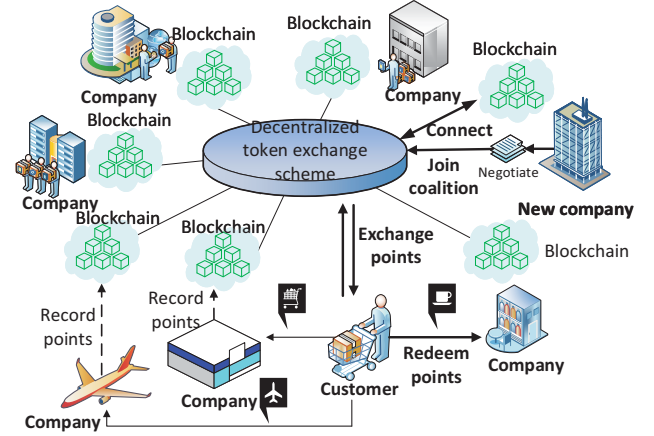 Blockchain
Blockchain
Blockchain
Company
Company
Blockchain
Connect
Decentralized
token exchange
scheme
Join
coalition
Negotiate
Company
New company
Blockchain
Blockchain
Exchange
points
Blockchain
Record
points
Record
points
Redeem
points
Company
Customer
Company
Company